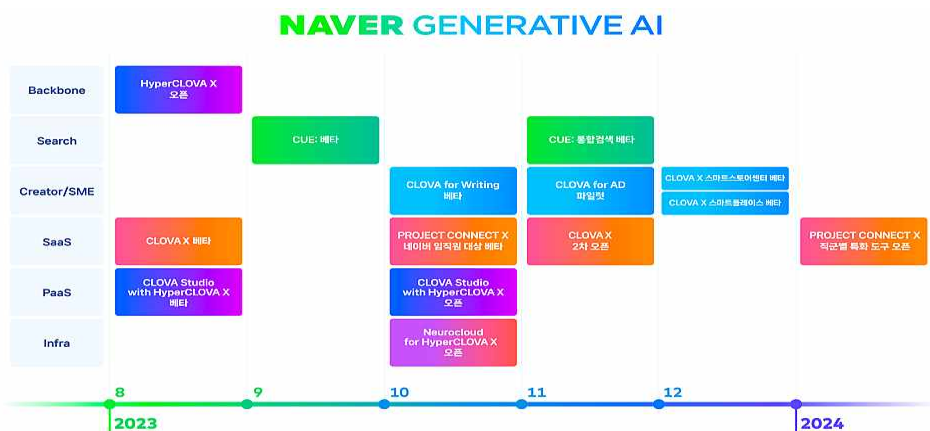 NAVER GENERATIVE AI
Backbone
HyperCLOVA X
오픈
Search
CUE: 베타
CUE: 통합검색 베타
Creator/SME
CLOVA for Writing
베타
CLOVA for AD
파일럿
CLOVA X 스마트스토어센터 베타
CLOVA X 스마트플레이스 베타
SaaS
CLOVA X 베타
PROJECT CONNECT X
네이버 임직원 대상 베타
CLOVA X
2차 오픈
PROJECT CONNECT X
직군별 특화 도구 오픈
PaaS
CLOVA Studio
with HyperCLOVA X
베타
CLOVA Studio
with HyperCLOVA X
오픈
Infra
Neurocloud
for HyperCLOVA X
오픈
8
9
10
11
12
2023
2024